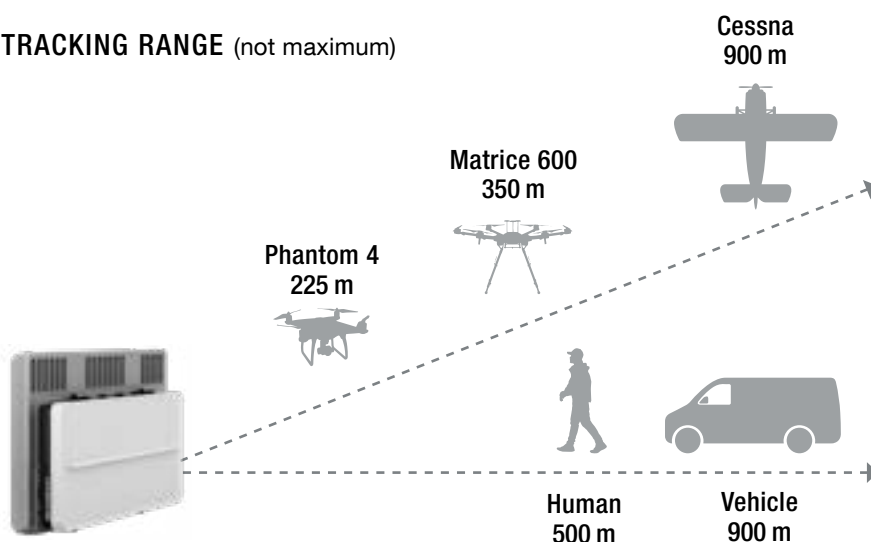 TRACKING RANGE (not maximum)
Cessna
900 m
Matrice 600
350 m
Phantom 4
225 m
Human
500 m
Vehicle
900 m